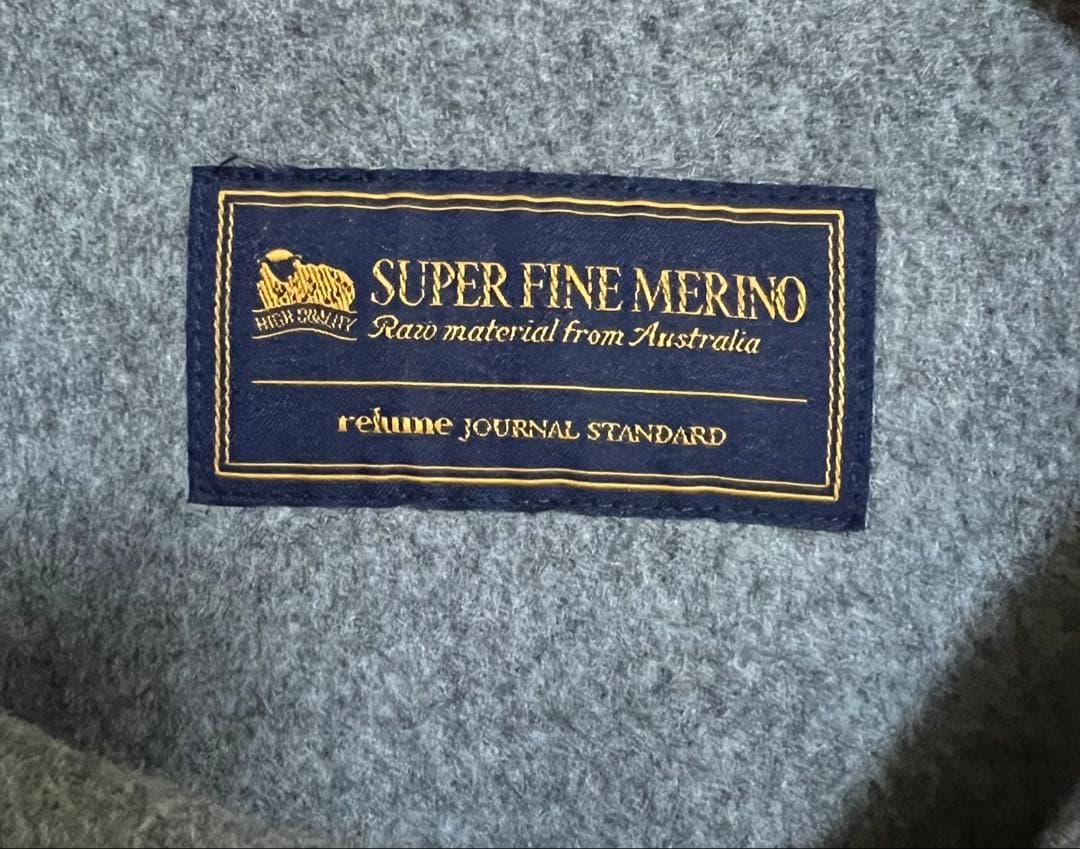 SUPER FINE MERINO
HIGH QUALITY
Raw material from Australia
relume JOURNAL STANDARD